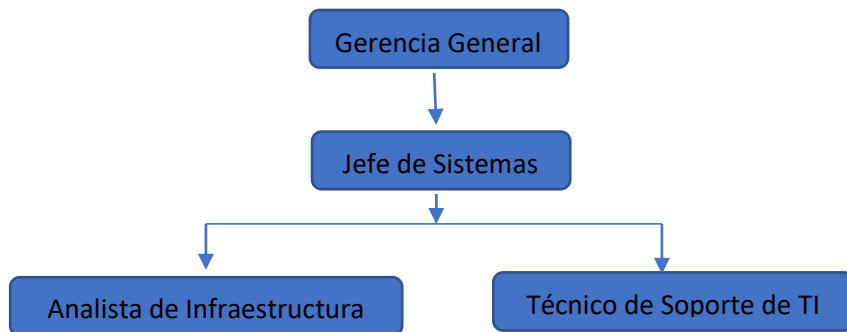 Gerencia General
Jefe de Sistemas
Analista de Infraestructura
Técnico de Soporte de TI